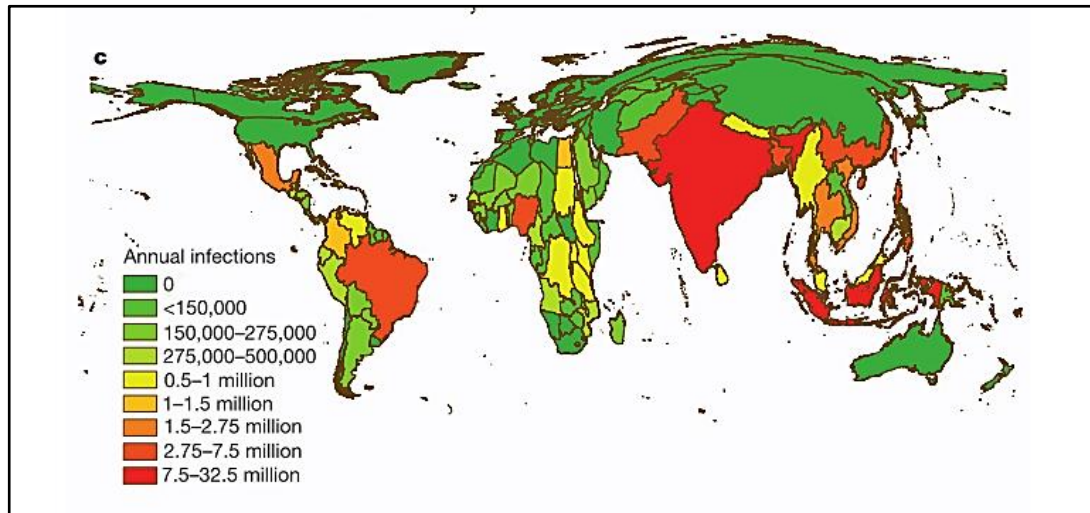 c
Annual infections
0
<150,000
150,000–275,000
275,000–500,000
0.5–1 million
1–1.5 million
1.5–2.75 million
2.75–7.5 million
7.5–32.5 million